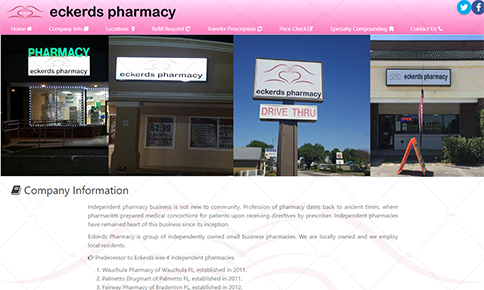 eckerds pharmacy
Home Company Info Locations Refill Request Transfer Prescription Price Check Specialty Compounding Contact Us
PHARMACY
eckerds pharmacy
$2.99
eckerds pharmacy
DRIVE THRU
eckerds pharmacy
OPEN
Company Information
Independent pharmacy business is not new to community. Profession of pharmacy dates back to ancient times, where
pharmacists prepared medical concoctions for patients upon receiving directives by prescriber. Independent pharmacies
have remained heart of this business since its inception.
Eckerds Pharmacy is group of independently owned small business pharmacies. We are locally owned and we employ
local residents.
Predecessor to Eckerds was 4 independent pharmacies.
1. Wauchula Pharmacy of Wauchula FL, established in 2011.
2. Palmetto Drugmart of Palmetto FL, established in 2011.
3. Fairway Pharmacy of Bradenton FL, established in 2012.